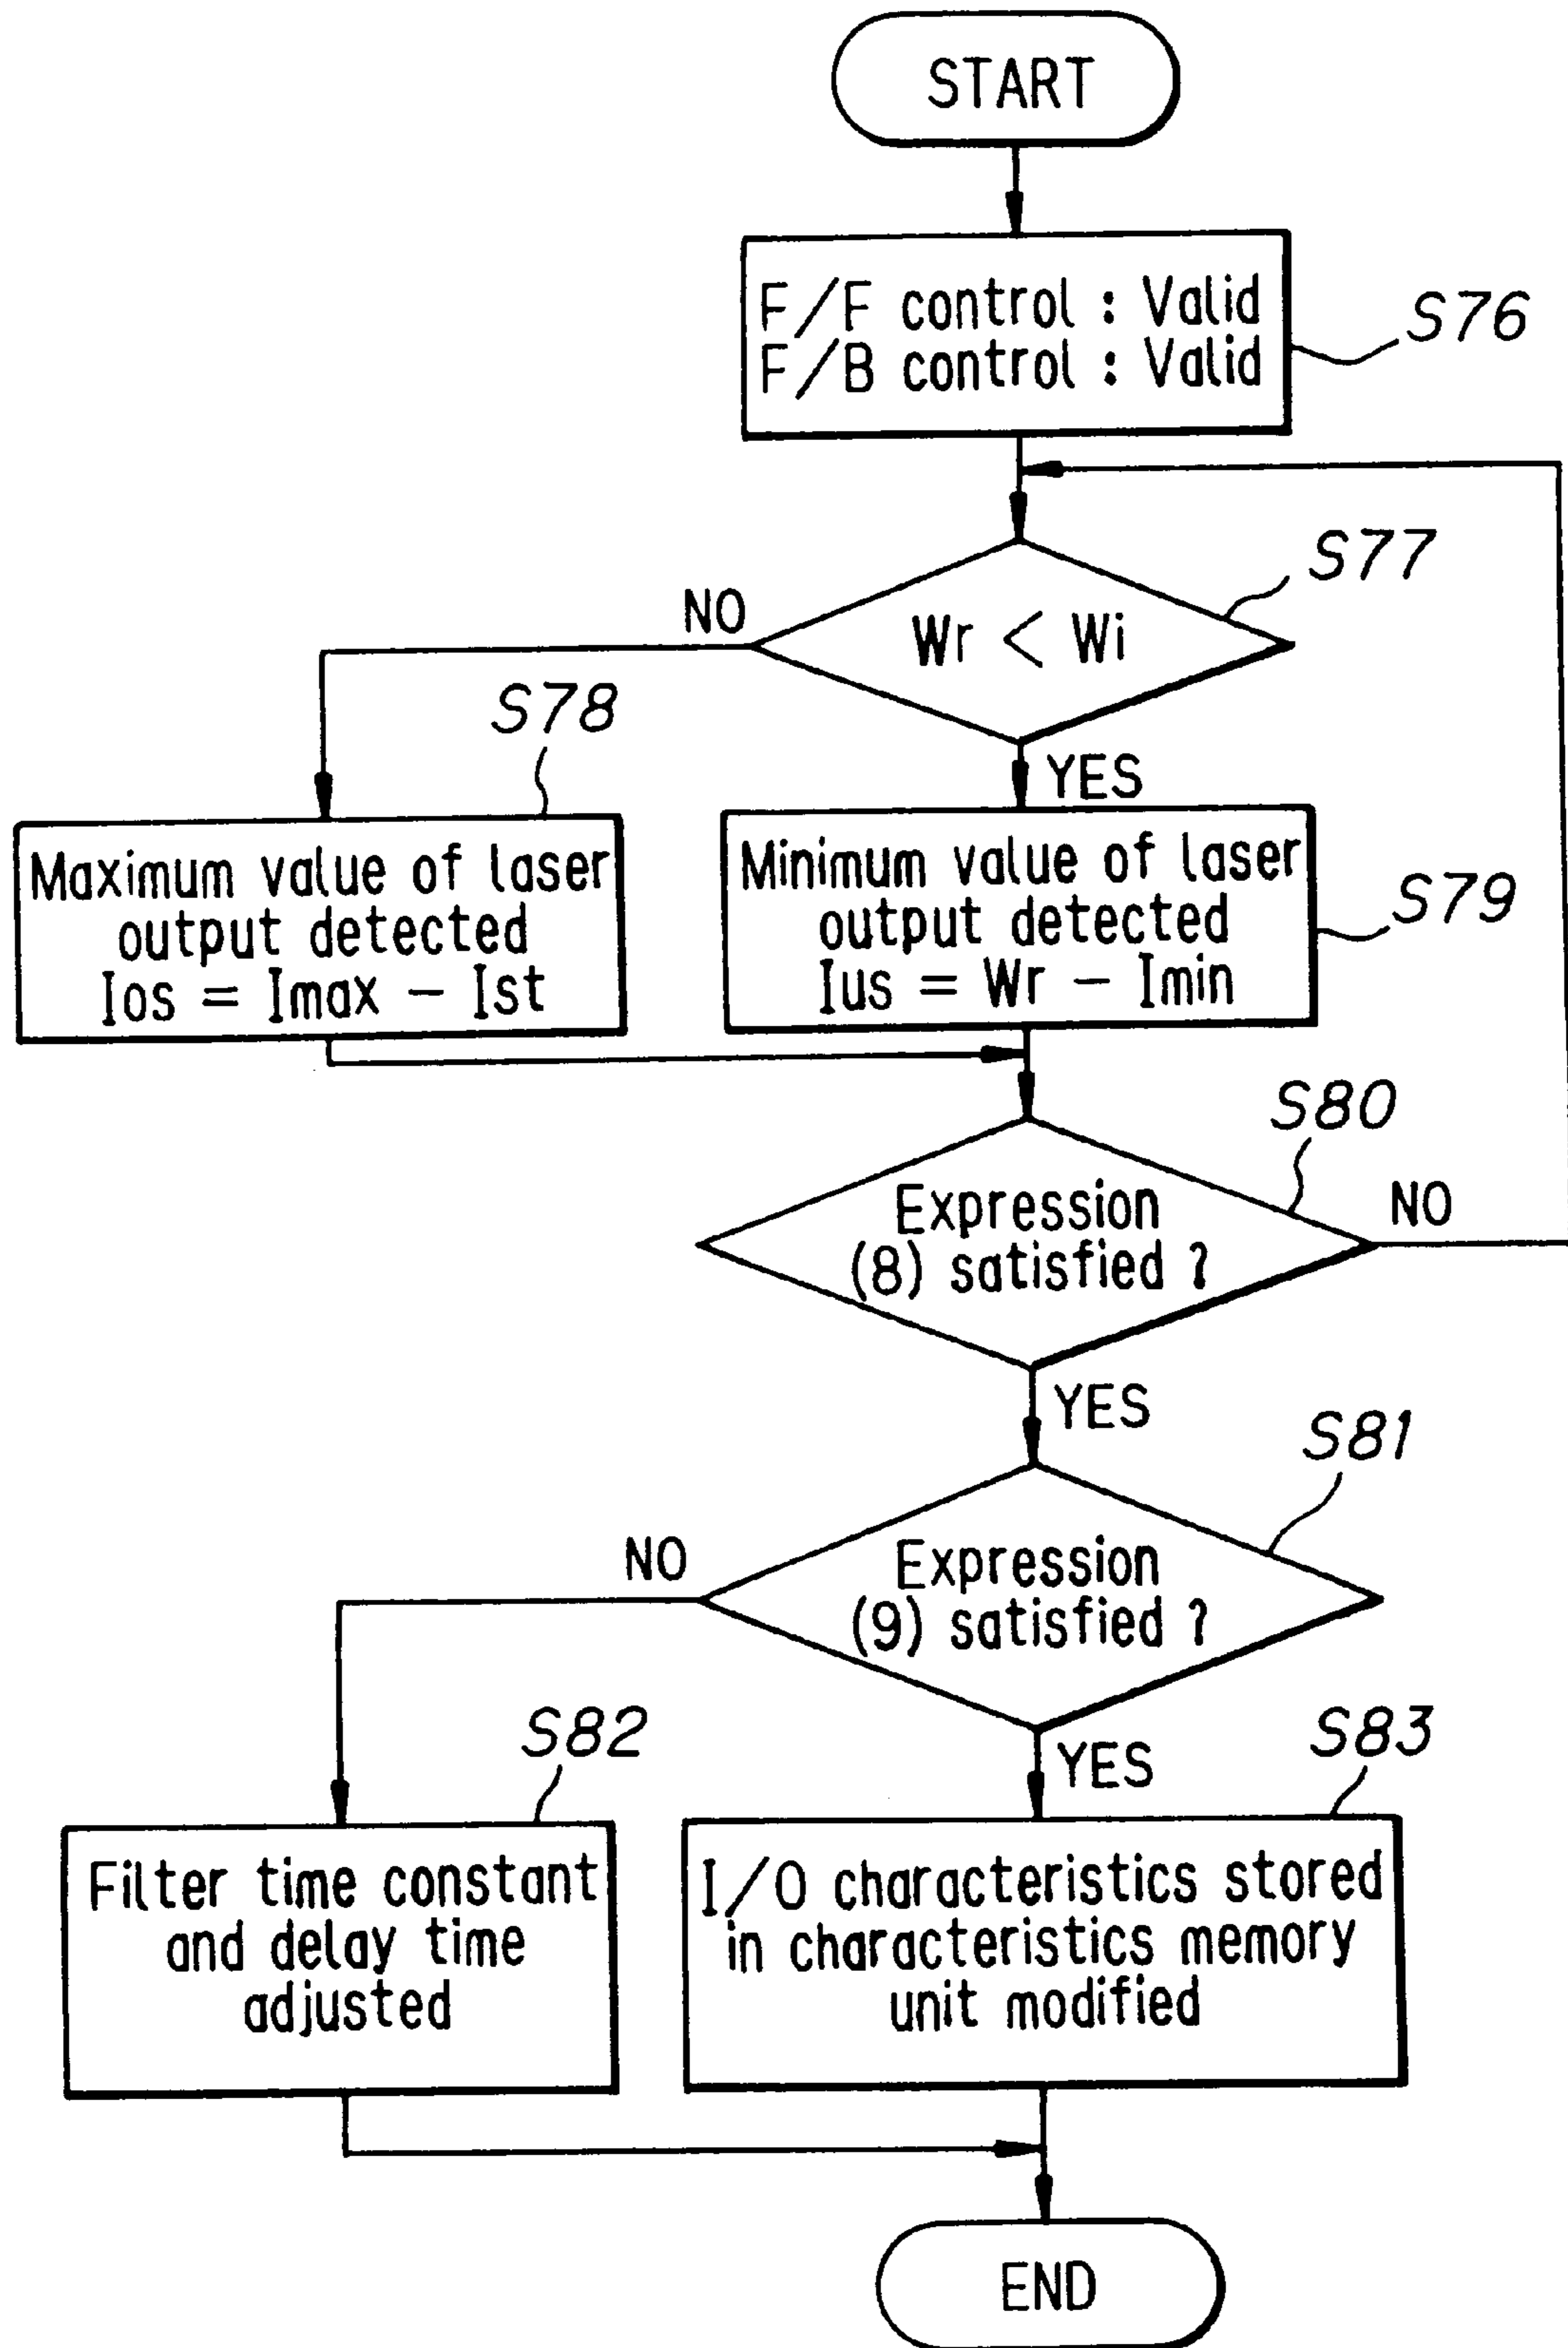 START
F/F control : Valid
F/B control : Valid
S76
S77
Wr < Wi
NO
YES
S78
Maximum value of laser
output detected
Ios = Imax − Ist
Minimum value of laser
output detected
Ius = Wr − Imin
S79
S80
Expression
(8) satisfied ?
NO
YES
S81
Expression
(9) satisfied ?
NO
YES
S82
Filter time constant
and delay time
adjusted
S83
I/O characteristics stored
in characteristics memory
unit modified
END